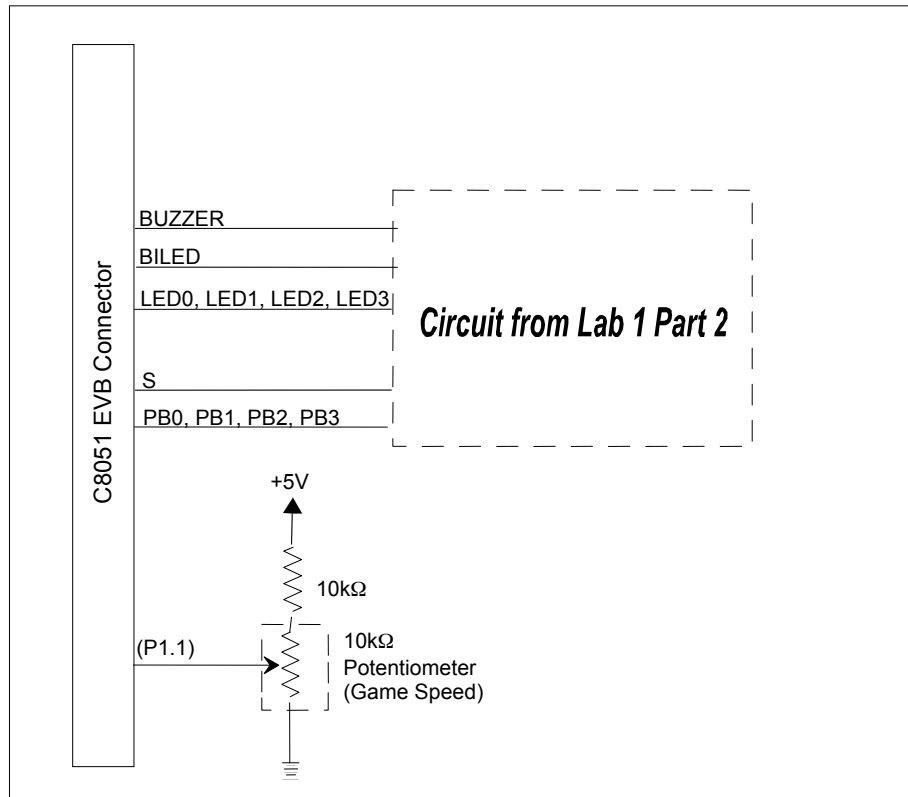 C8051 EVB Connector
BUZZER
BILED
LED0, LED1, LED2, LED3
S
PB0, PB1, PB2, PB3
Circuit from Lab 1 Part 2
+5V
10kΩ
(P1.1)
10kΩ
Potentiometer
(Game Speed)